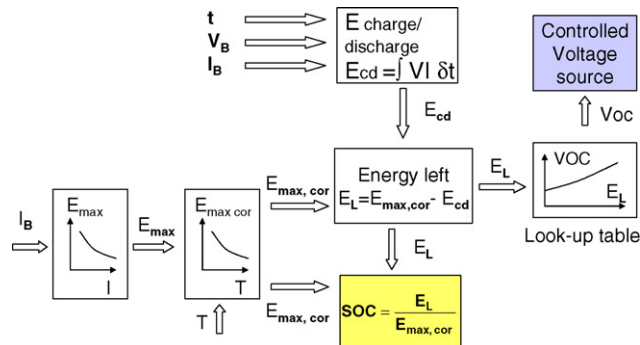 t
V_B
I_B
E charge/
discharge
Ecd =∫ VI δt
E_cd
Controlled
Voltage
source
Voc
Energy left
E_L=E_max,cor- E_cd
E_L
VOC
E_L
Look-up table
I_B
E_max
I
E_max
E_max cor
T
T
E_max, cor
E_max, cor
E_L
SOC = E_L / E_max, cor